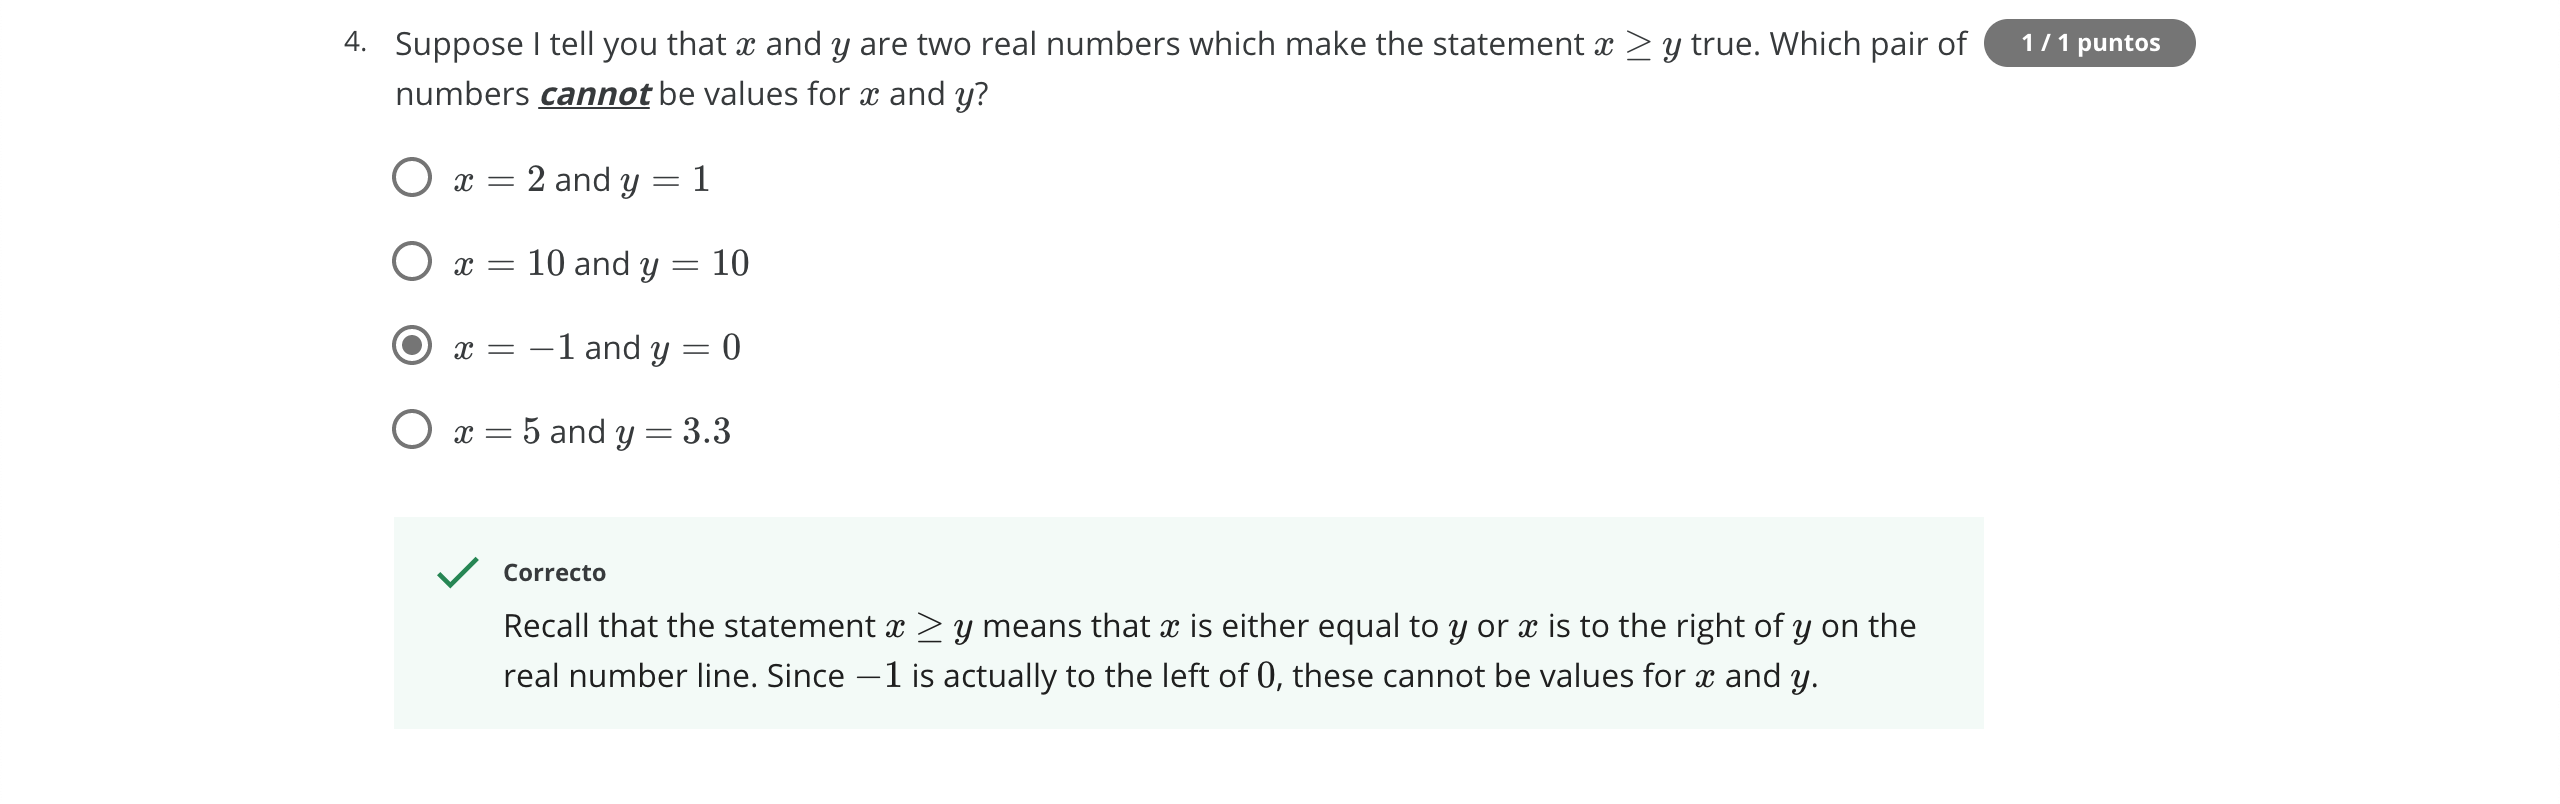 4. Suppose I tell you that x and y are two real numbers which make the statement x ≥ y true. Which pair of 1 / 1 puntos
numbers cannot be values for x and y?
x = 2 and y = 1
x = 10 and y = 10
x = −1 and y = 0
x = 5 and y = 3.3
Correcto
Recall that the statement x ≥ y means that x is either equal to y or x is to the right of y on the
real number line. Since −1 is actually to the left of 0, these cannot be values for x and y.